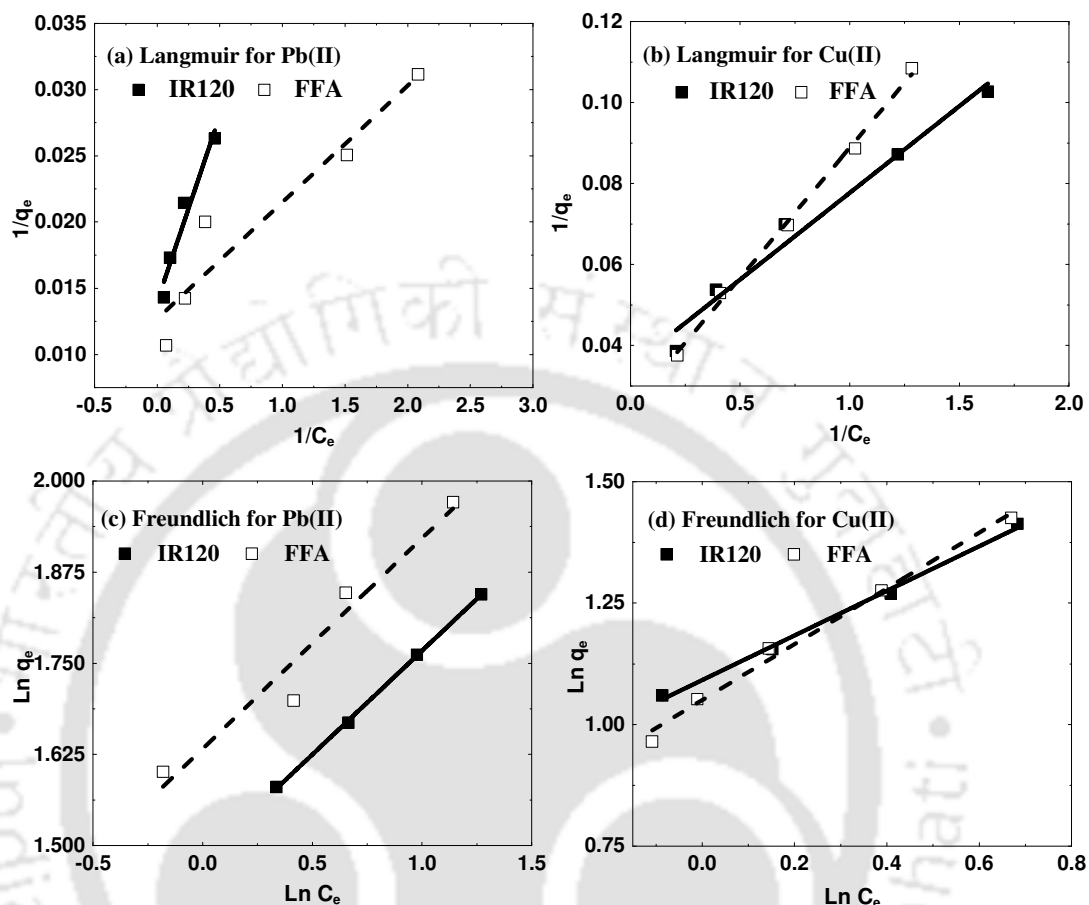 (a) Langmuir for Pb(II)
IR120 FFA
0.035
0.030
0.025
0.020
0.015
0.010
1/qe
-0.5 0.0 0.5 1.0 1.5 2.0 2.5 3.0
1/Ce
(b) Langmuir for Cu(II)
IR120 FFA
0.12
0.10
0.08
0.06
0.04
1/qe
0.0 0.5 1.0 1.5 2.0
1/Ce
(c) Freundlich for Pb(II)
IR120 FFA
2.000
1.875
1.750
1.625
1.500
Ln qe
-0.5 0.0 0.5 1.0 1.5
Ln Ce
(d) Freundlich for Cu(II)
IR120 FFA
1.50
1.25
1.00
0.75
Ln qe
0.0 0.2 0.4 0.6 0.8
Ln Ce